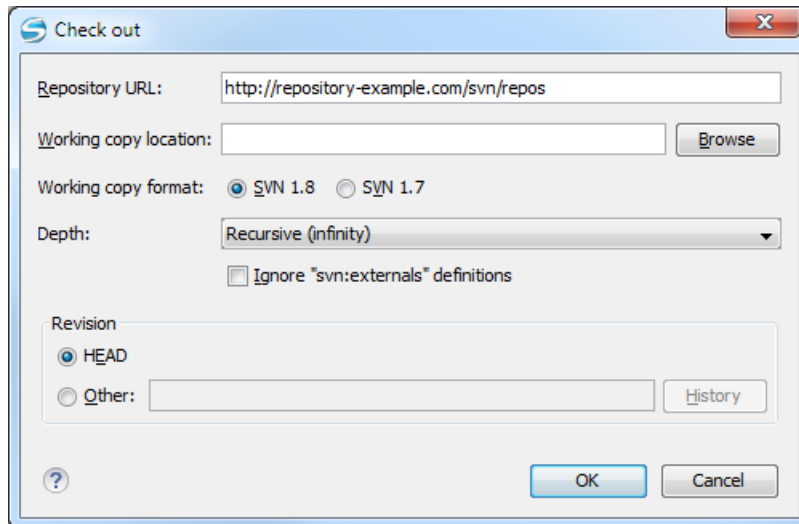 Check out
Repository URL: http://repository-example.com/svn/repos
Working copy location: Browse
Working copy format: SVN 1.8 SVN 1.7
Depth: Recursive (infinity)
Ignore "svn:externals" definitions
Revision
HEAD
Other: History
? OK Cancel